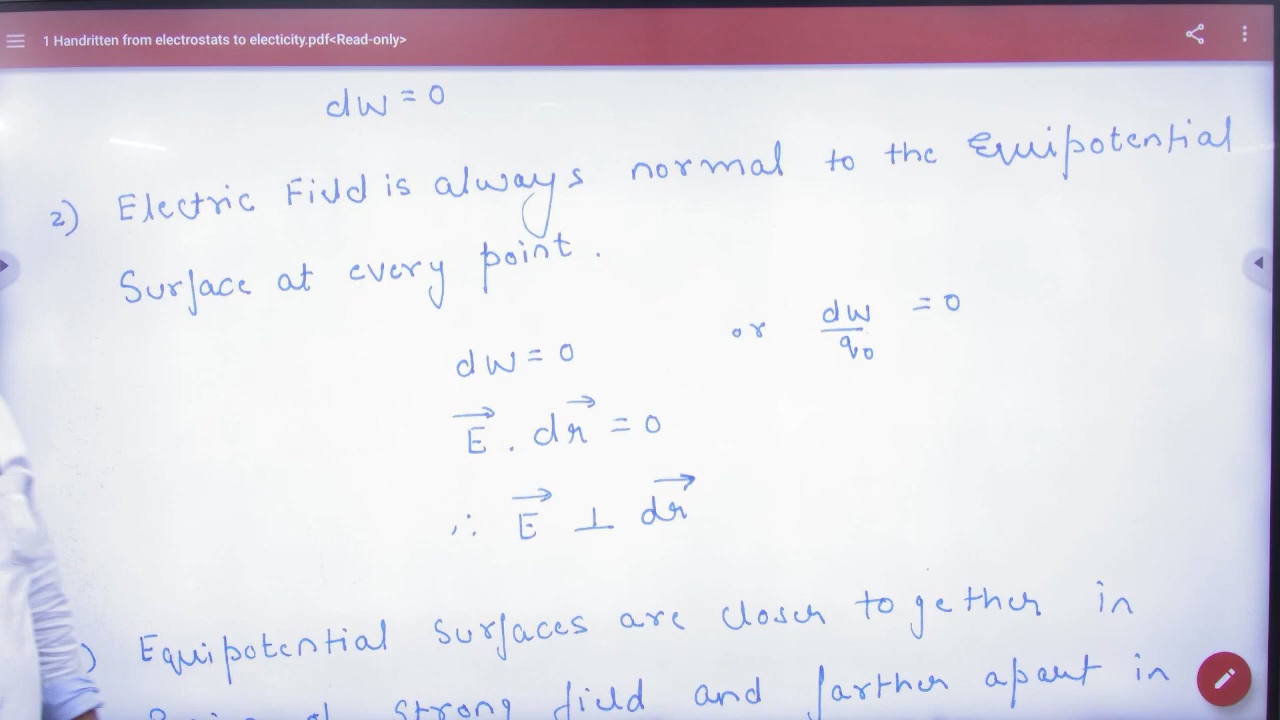 1 Handritten from electrostats to electicity.pdf<Read-only>
dw = 0
2) Electric Field is always normal to the Equipotential
Surface at every point.
dw = 0 or dw/q₀ = 0
E⃗ . dr⃗ = 0
∴ E⃗ ⊥ dr⃗
) Equipotential Surfaces are closer together in
strong field and farther apart in